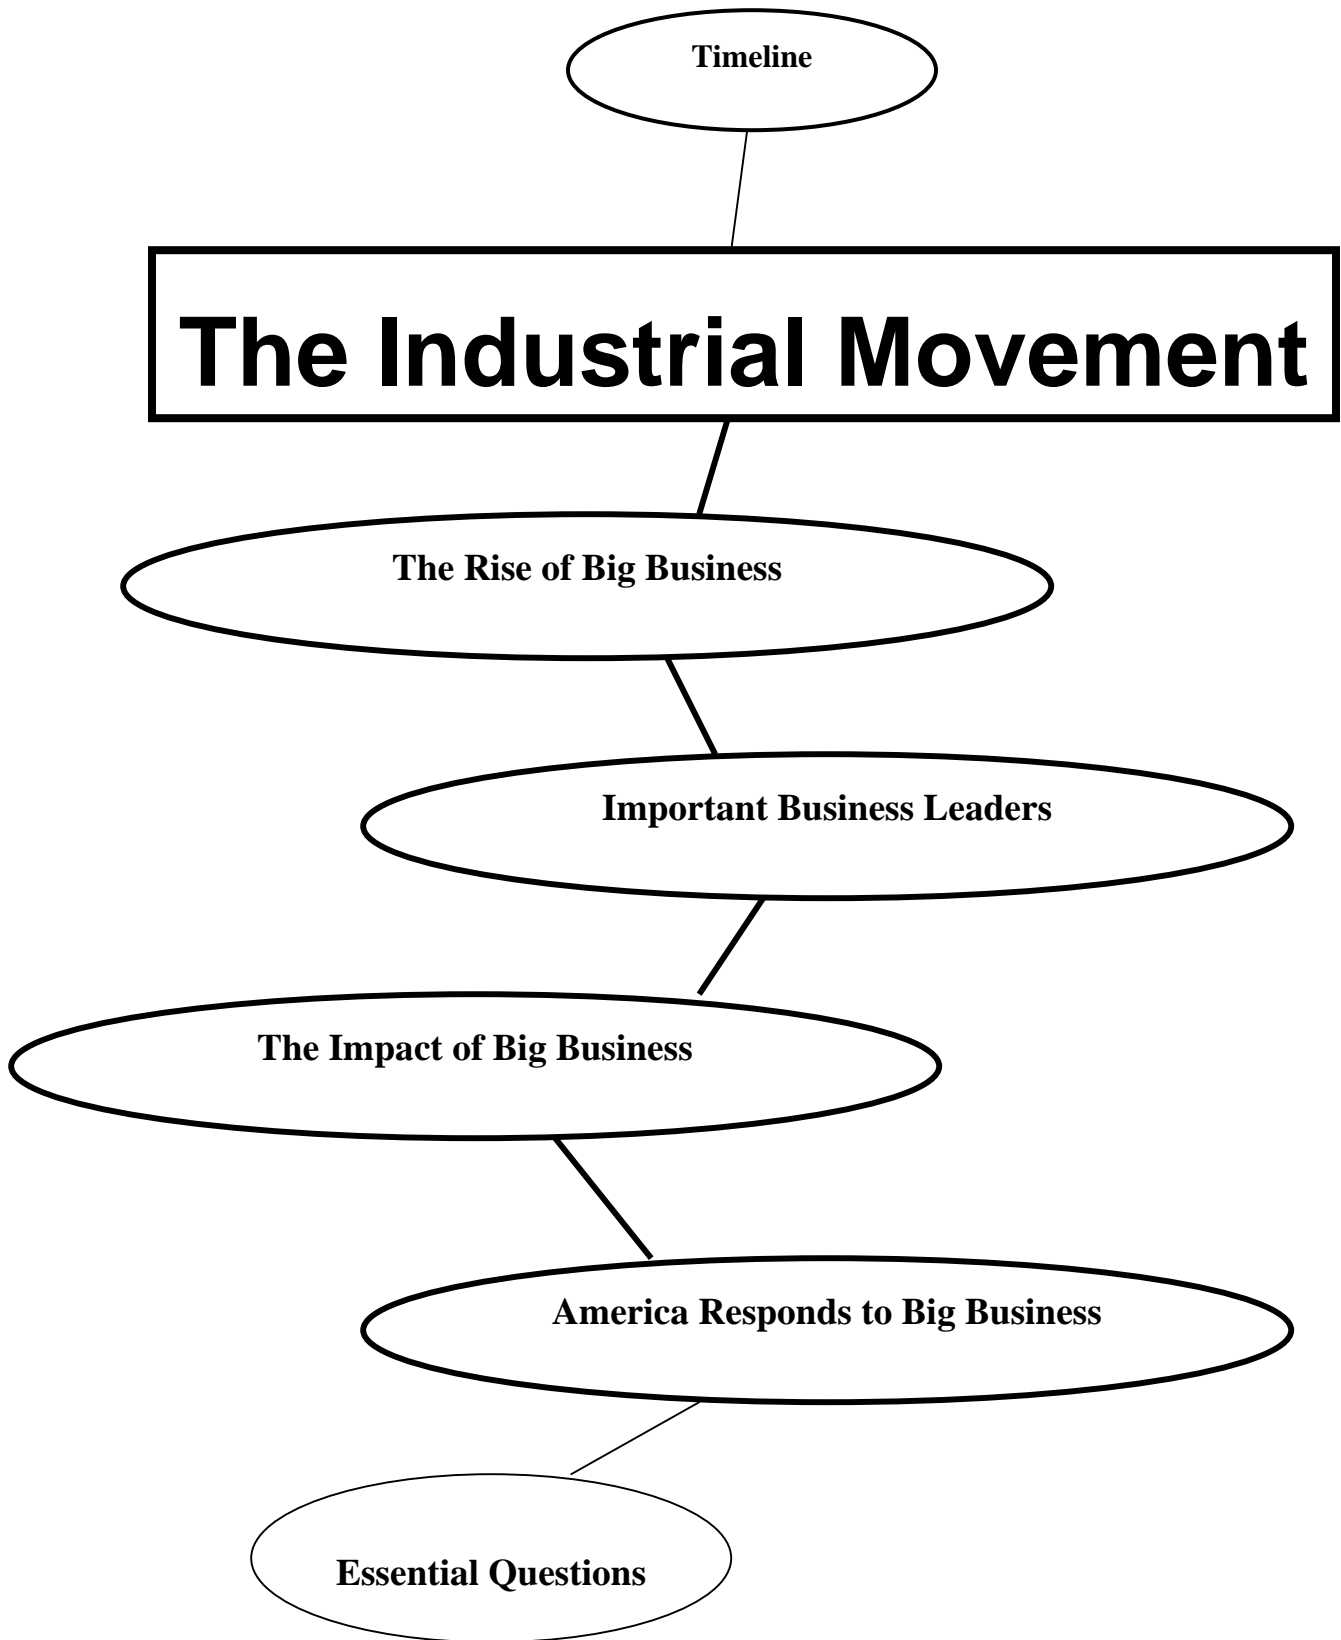 Timeline
The Industrial Movement
The Rise of Big Business
Important Business Leaders
The Impact of Big Business
America Responds to Big Business
Essential Questions